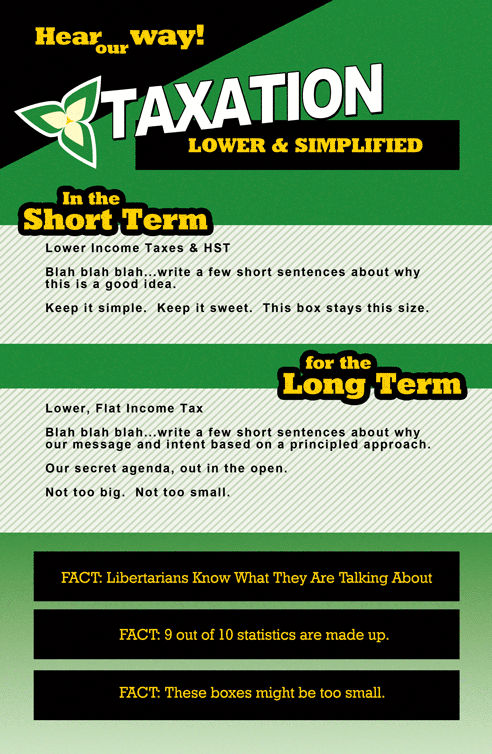 Hear our way!
TAXATION
LOWER & SIMPLIFIED
In the
Short Term
Lower Income Taxes & HST
Blah blah blah...write a few short sentences about why
this is a good idea.
Keep it simple. Keep it sweet. This box stays this size.
for the
Long Term
Lower, Flat Income Tax
Blah blah blah...write a few short sentences about why
our message and intent based on a principled approach.
Our secret agenda, out in the open.
Not too big. Not too small.
FACT: Libertarians Know What They Are Talking About
FACT: 9 out of 10 statistics are made up.
FACT: These boxes might be too small.